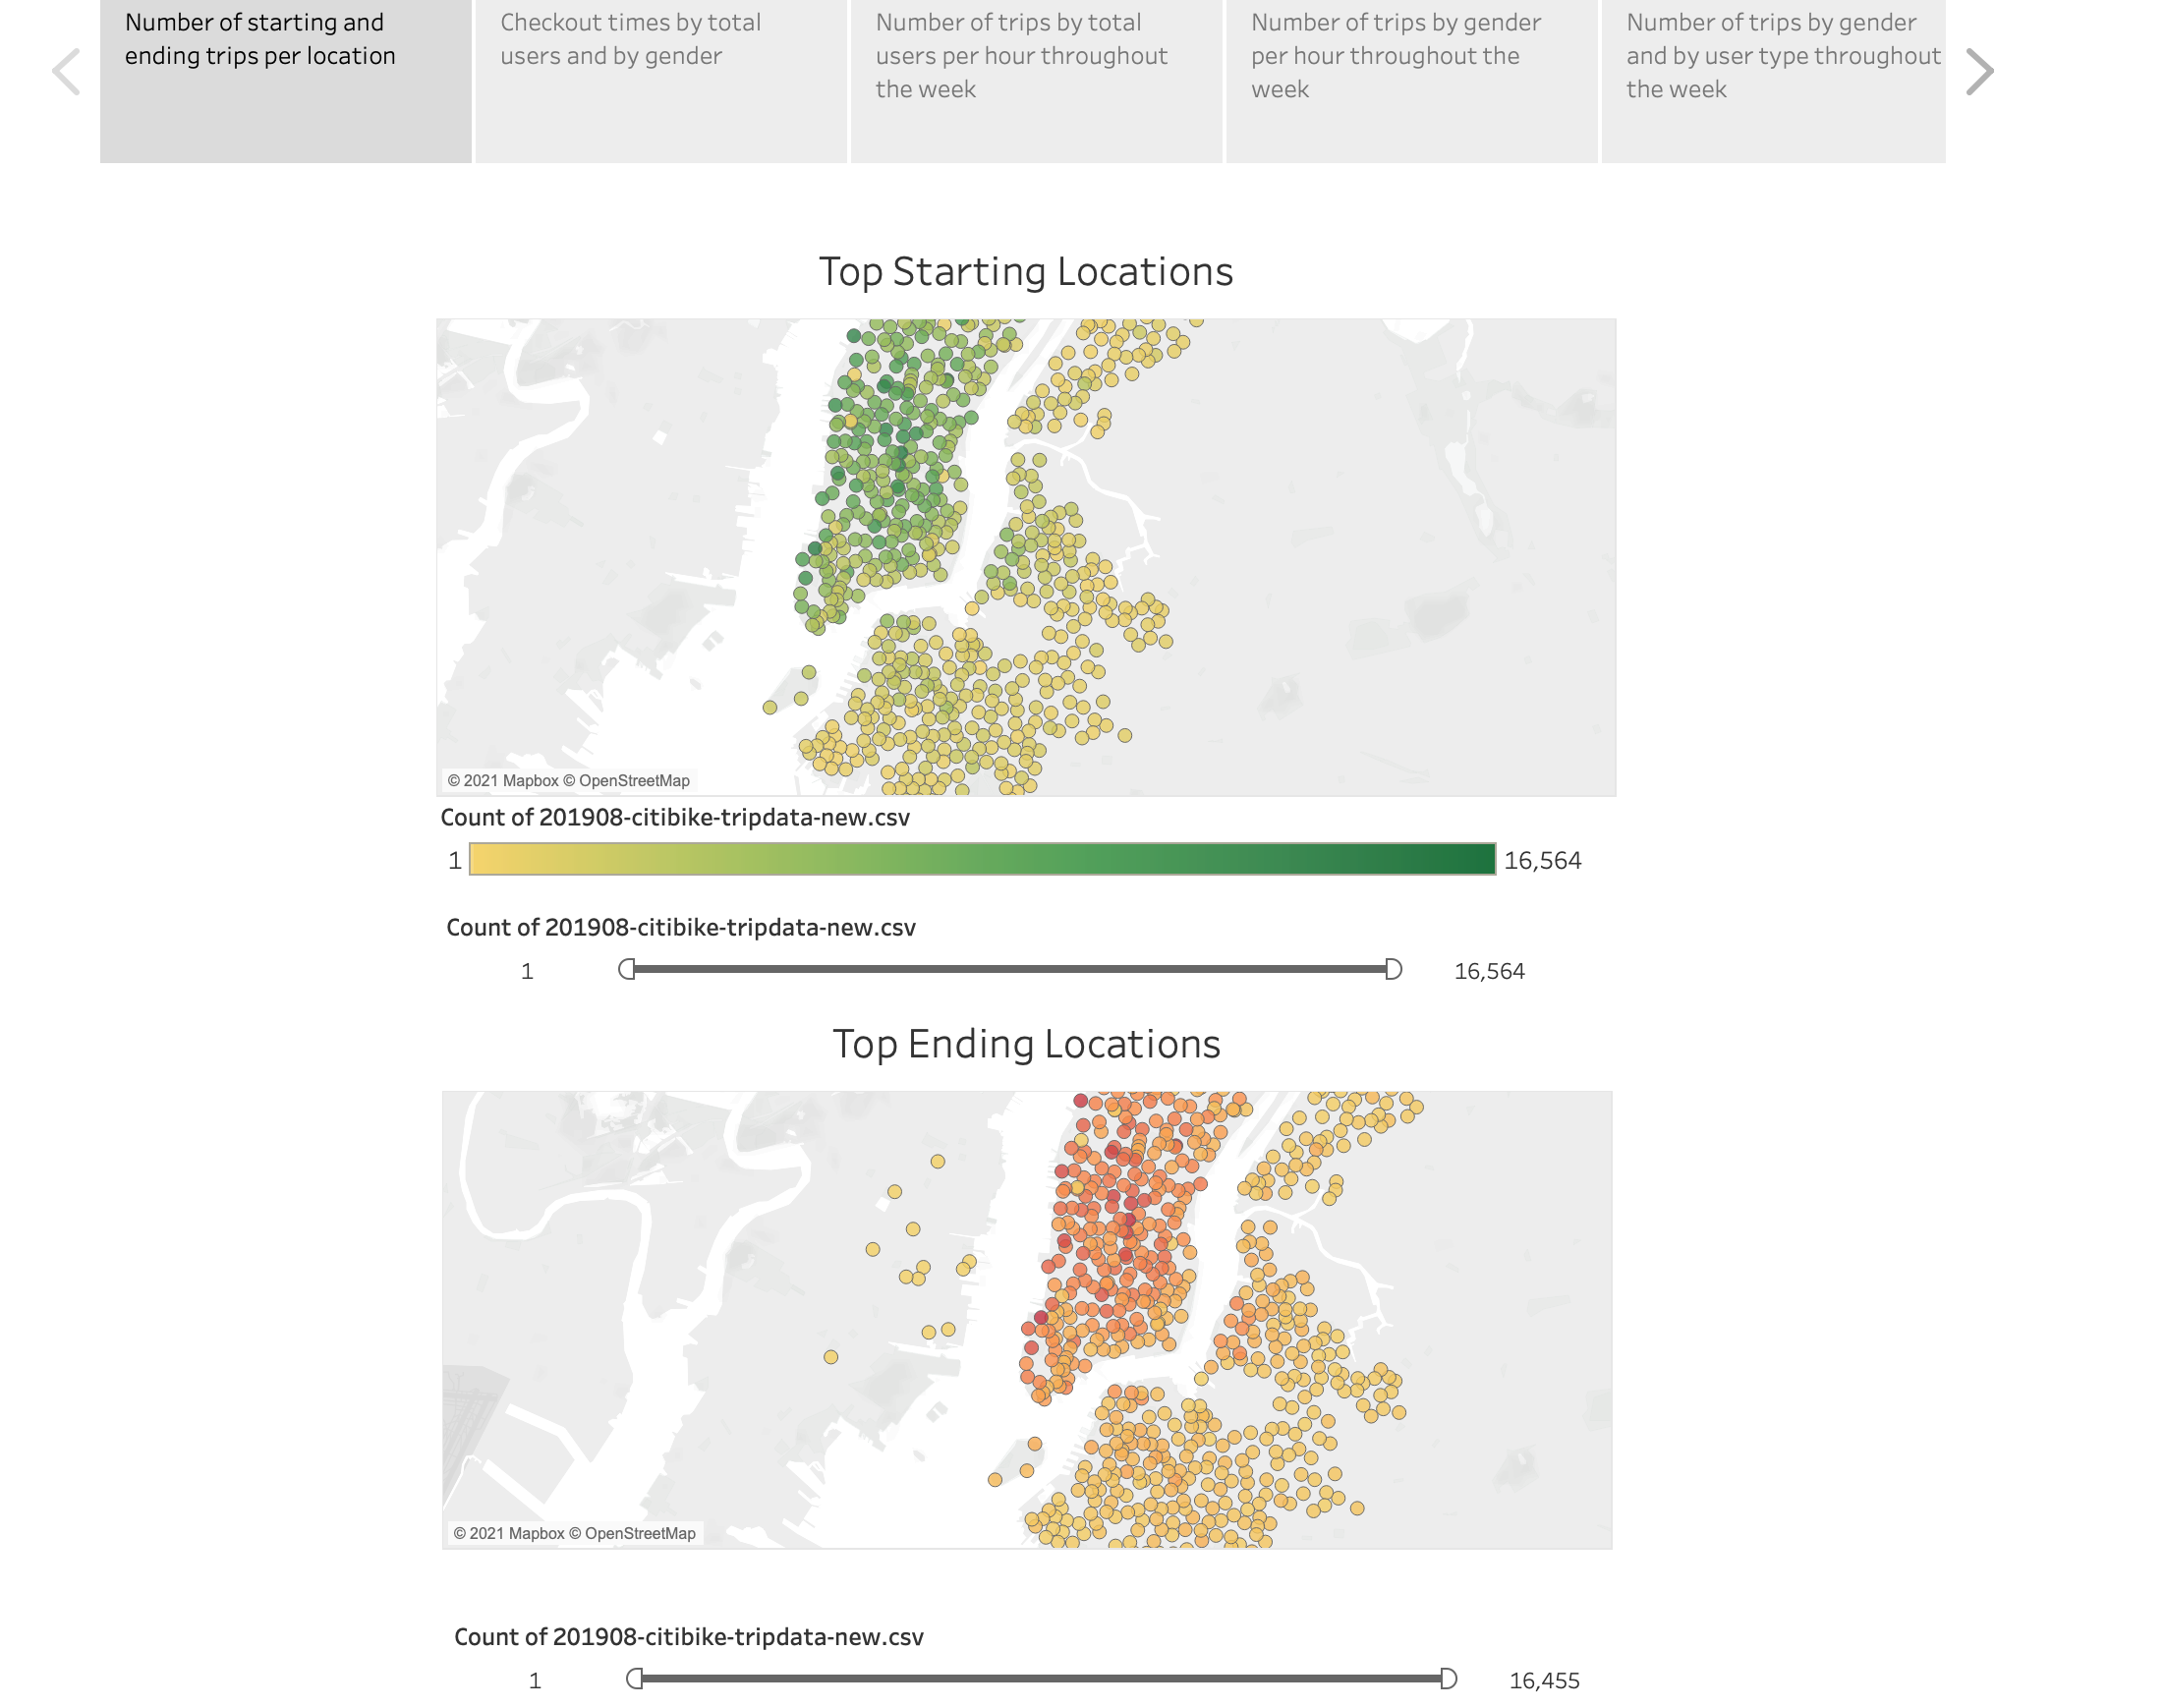 Number of starting and
ending trips per location
Checkout times by total
users and by gender
Number of trips by total
users per hour throughout
the week
Number of trips by gender
per hour throughout the
week
Number of trips by gender
and by user type throughout
the week
Top Starting Locations
© 2021 Mapbox © OpenStreetMap
Count of 201908-citibike-tripdata-new.csv
1 16,564
Count of 201908-citibike-tripdata-new.csv
1 16,564
Top Ending Locations
© 2021 Mapbox © OpenStreetMap
Count of 201908-citibike-tripdata-new.csv
1 16,455